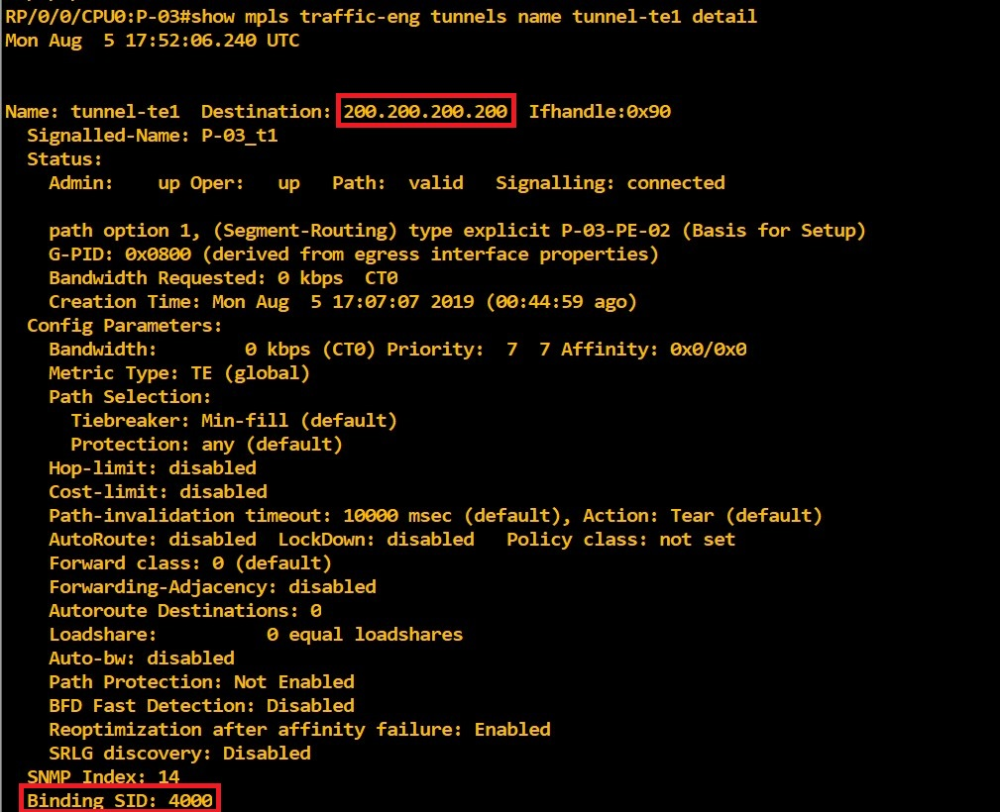 RP/0/0/CPU0:P-03#show mpls traffic-eng tunnels name tunnel-te1 detail
Mon Aug  5 17:52:06.240 UTC
Name: tunnel-te1  Destination: 200.200.200.200  Ifhandle:0x90
Signalled-Name: P-03_t1
Status:
Admin:    up Oper:   up   Path:  valid   Signalling: connected
path option 1, (Segment-Routing) type explicit P-03-PE-02 (Basis for Setup)
G-PID: 0x0800 (derived from egress interface properties)
Bandwidth Requested: 0 kbps  CT0
Creation Time: Mon Aug  5 17:07:07 2019 (00:44:59 ago)
Config Parameters:
Bandwidth:        0 kbps (CT0) Priority:  7  7 Affinity: 0x0/0x0
Metric Type: TE (global)
Path Selection:
Tiebreaker: Min-fill (default)
Protection: any (default)
Hop-limit: disabled
Cost-limit: disabled
Path-invalidation timeout: 10000 msec (default), Action: Tear (default)
AutoRoute: disabled  LockDown: disabled   Policy class: not set
Forward class: 0 (default)
Forwarding-Adjacency: disabled
Autoroute Destinations: 0
Loadshare:          0 equal loadshares
Auto-bw: disabled
Path Protection: Not Enabled
BFD Fast Detection: Disabled
Reoptimization after affinity failure: Enabled
SRLG discovery: Disabled
SNMP Index: 14
Binding SID: 4000